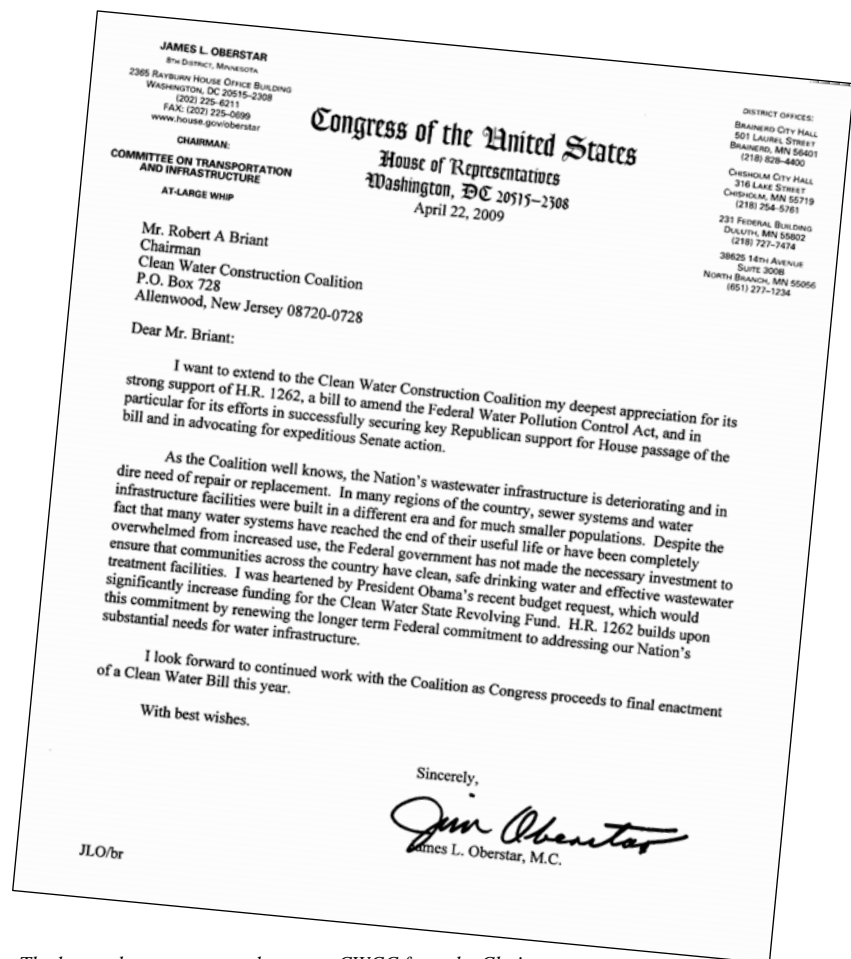 JAMES L. OBERSTAR
8TH DISTRICT, MINNESOTA
2365 RAYBURN HOUSE OFFICE BUILDING
WASHINGTON, DC 20515–2308
(202) 225–6211
FAX: (202) 225–0699
www.house.gov/oberstar
CHAIRMAN:
COMMITTEE ON TRANSPORTATION
AND INFRASTRUCTURE
AT-LARGE WHIP
Congress of the United States
House of Representatives
Washington, DC 20515–2308
April 22, 2009
DISTRICT OFFICES:
BRAINERD CITY HALL
501 LAUREL STREET
BRAINERD, MN 56401
(218) 828–4400
CHISHOLM CITY HALL
316 LAKE STREET
CHISHOLM, MN 55719
(218) 254–5761
231 FEDERAL BUILDING
DULUTH, MN 55802
(218) 727–7474
38625 14TH AVENUE
SUITE 300B
NORTH BRANCH, MN 55056
(651) 277–1234
Mr. Robert A Briant
Chairman
Clean Water Construction Coalition
P.O. Box 728
Allenwood, New Jersey 08720-0728
Dear Mr. Briant:
I want to extend to the Clean Water Construction Coalition my deepest appreciation for its
strong support of H.R. 1262, a bill to amend the Federal Water Pollution Control Act, and in
particular for its efforts in successfully securing key Republican support for House passage of the
bill and in advocating for expeditious Senate action.
As the Coalition well knows, the Nation's wastewater infrastructure is deteriorating and in
dire need of repair or replacement. In many regions of the country, sewer systems and water
infrastructure facilities were built in a different era and for much smaller populations. Despite the
fact that many water systems have reached the end of their useful life or have been completely
overwhelmed from increased use, the Federal government has not made the necessary investment to
ensure that communities across the country have clean, safe drinking water and effective wastewater
treatment facilities. I was heartened by President Obama's recent budget request, which would
significantly increase funding for the Clean Water State Revolving Fund. H.R. 1262 builds upon
this commitment by renewing the longer term Federal commitment to addressing our Nation's
substantial needs for water infrastructure.
I look forward to continued work with the Coalition as Congress proceeds to final enactment
of a Clean Water Bill this year.
With best wishes.
Sincerely,
Jim Oberstar
James L. Oberstar, M.C.
JLO/br